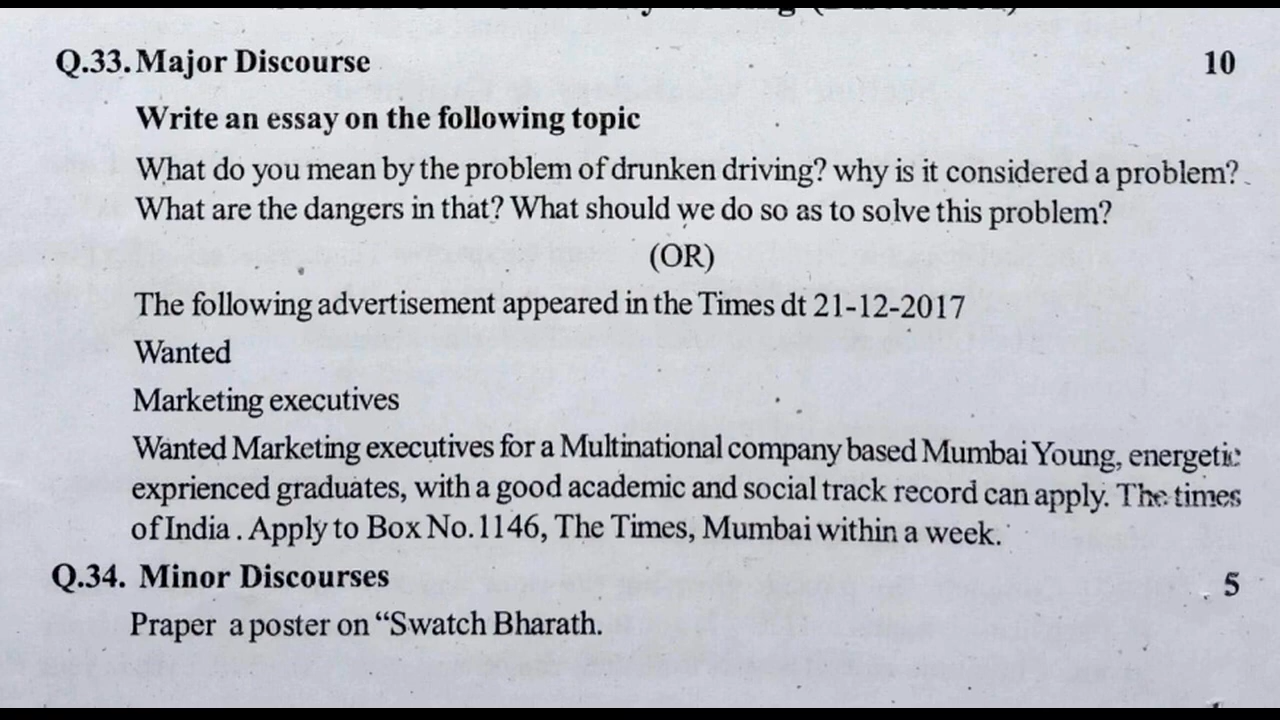 Q.33. Major Discourse 10
Write an essay on the following topic
What do you mean by the problem of drunken driving? why is it considered a problem?
What are the dangers in that? What should we do so as to solve this problem?
(OR)
The following advertisement appeared in the Times dt 21-12-2017
Wanted
Marketing executives
Wanted Marketing executives for a Multinational company based Mumbai Young, energetic
exprienced graduates, with a good academic and social track record can apply. The times
of India . Apply to Box No.1146, The Times, Mumbai within a week.
Q.34. Minor Discourses 5
Praper a poster on “Swatch Bharath.